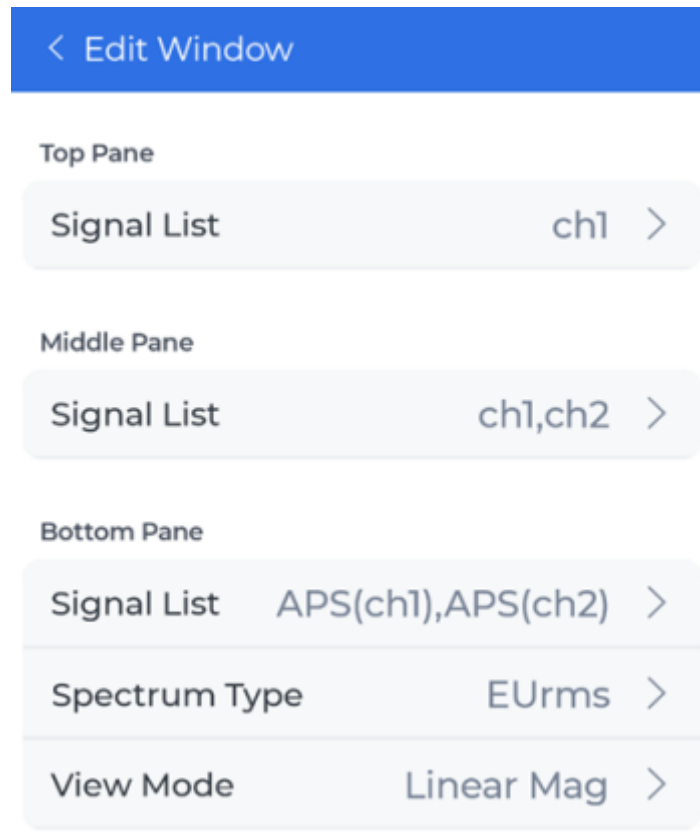 Edit Window
Top Pane
Signal List ch1
Middle Pane
Signal List ch1,ch2
Bottom Pane
Signal List APS(ch1),APS(ch2)
Spectrum Type EUrms
View Mode Linear Mag